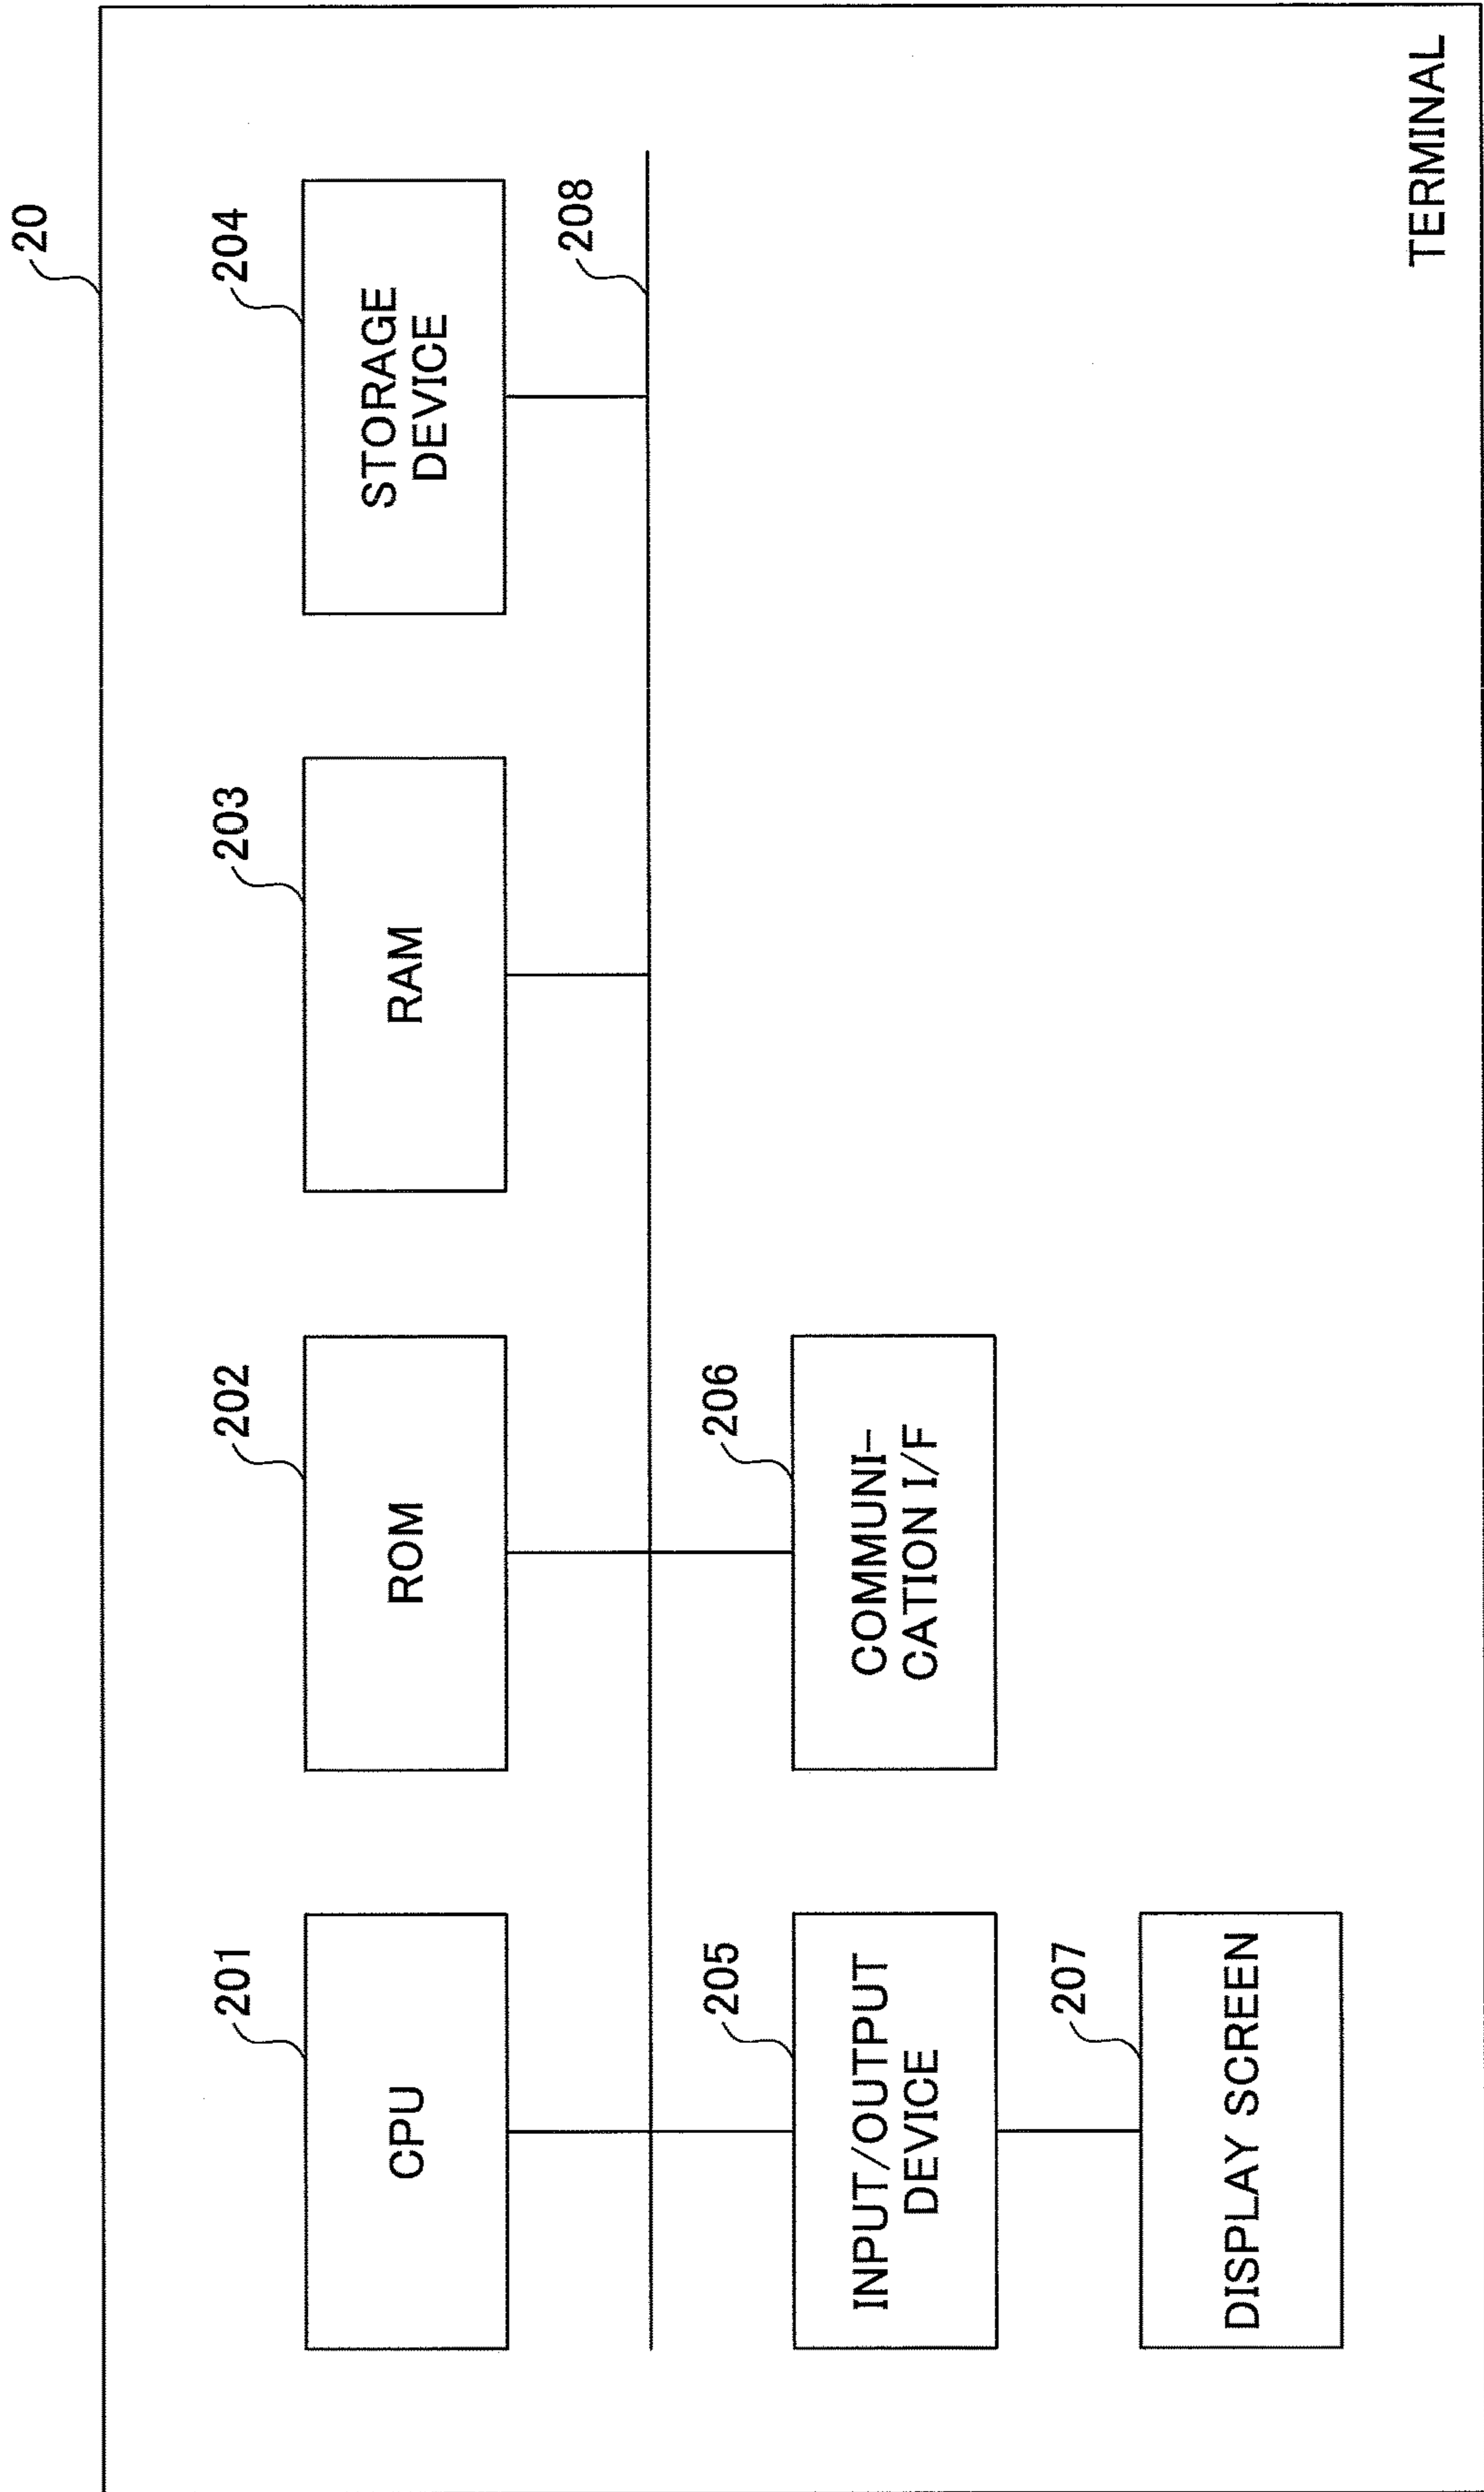 20
201
CPU
202
ROM
203
RAM
204
STORAGE
DEVICE
208
205
INPUT/OUTPUT
DEVICE
206
COMMUNI-
CATION I/F
207
DISPLAY SCREEN
TERMINAL